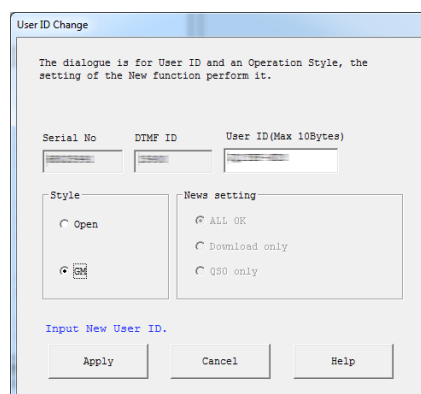 User ID Change
The dialogue is for User ID and an Operation Style, the
setting of the New function perform it.
Serial No DTMF ID User ID(Max 10Bytes)
Style News setting
Open ALL OK
Download only
GM QSO only
Input New User ID.
Apply Cancel Help